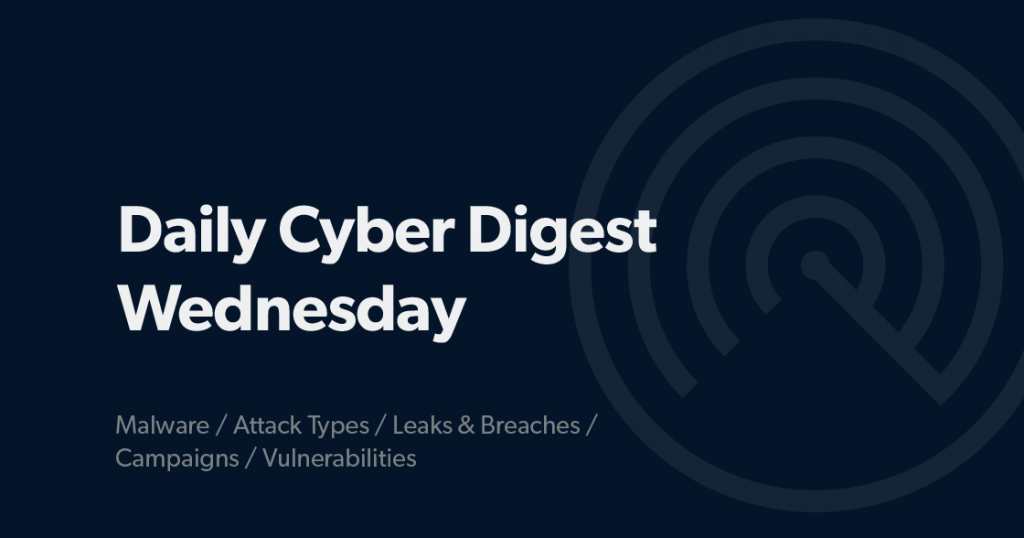 Daily Cyber Digest
Wednesday
Malware / Attack Types / Leaks & Breaches /
Campaigns / Vulnerabilities